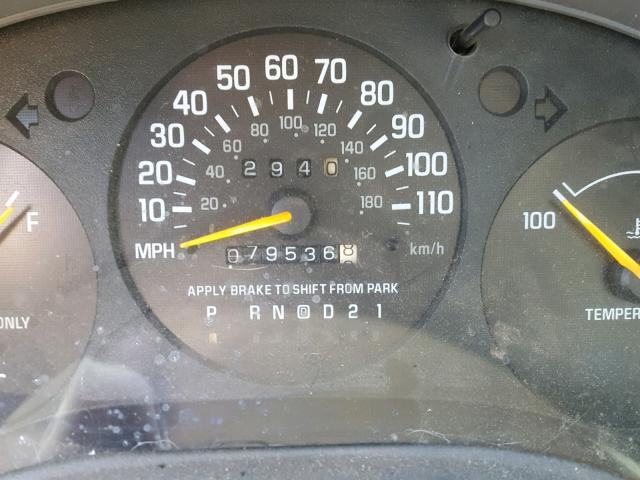 10 20 30 40 50 60 70 80 90 100 110
20 40 60 80 100 120 140 160 180
2940
MPH
0795368
km/h
APPLY BRAKE TO SHIFT FROM PARK
P R N D D 2 1
F
ONLY
100
TEMPER